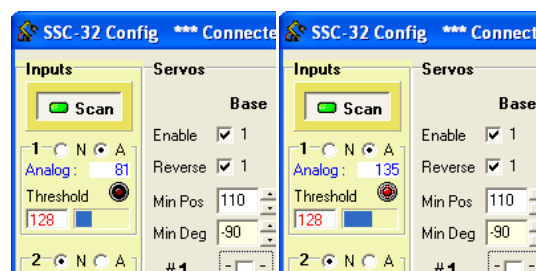 SSC-32 Config *** Connecte
Inputs
Servos
Scan
Base
Enable 1
1 N A
Analog : 81
Reverse 1
Threshold
128
Min Pos 110
Min Deg -90
2 N A
#1
SSC-32 Config *** Connect
Inputs
Servos
Scan
Base
Enable 1
1 N A
Analog : 135
Reverse 1
Threshold
128
Min Pos 110
Min Deg -90
2 N A
#1